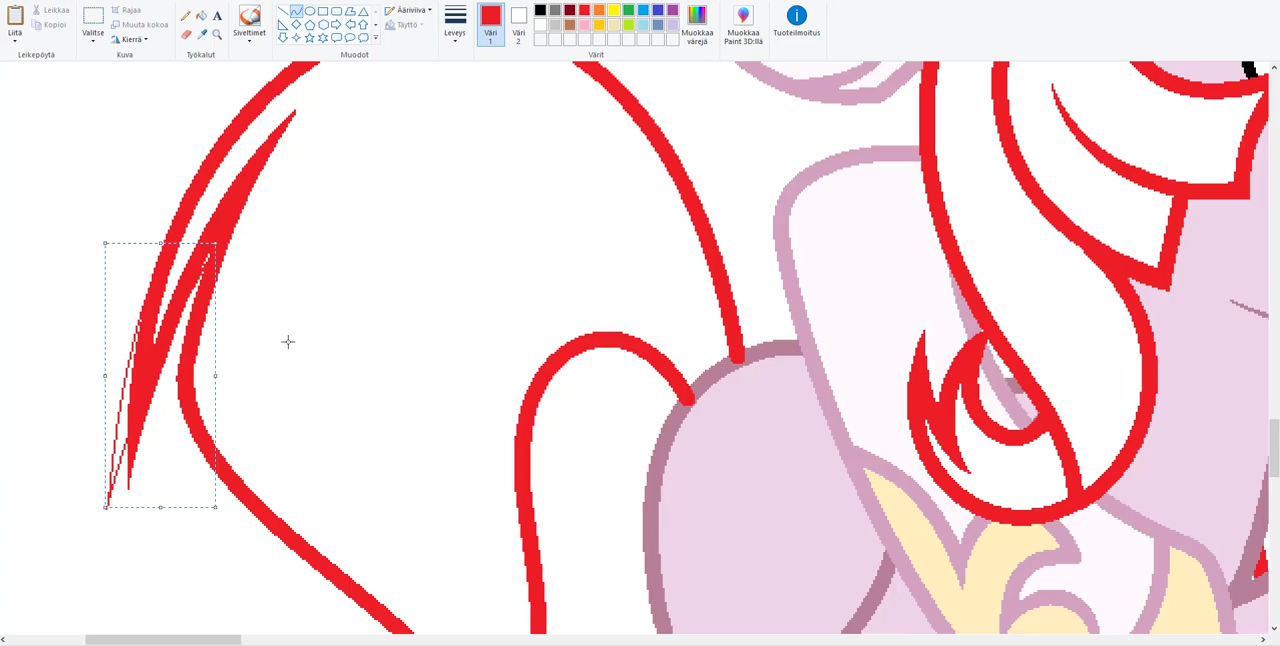 Liitä
Leikkaa
Kopioi
Leikepöytä
Valitse
Rajaa
Muuta kokoa
Kierrä
Kuva
A
Työkalut
Siveltimet
Ääriviiva
Täyttö
Muodot
Leveys
Väri
1
Väri
2
Muokkaa
värejä
Värit
Muokkaa
Paint 3D:llä
Tuoteilmoitus